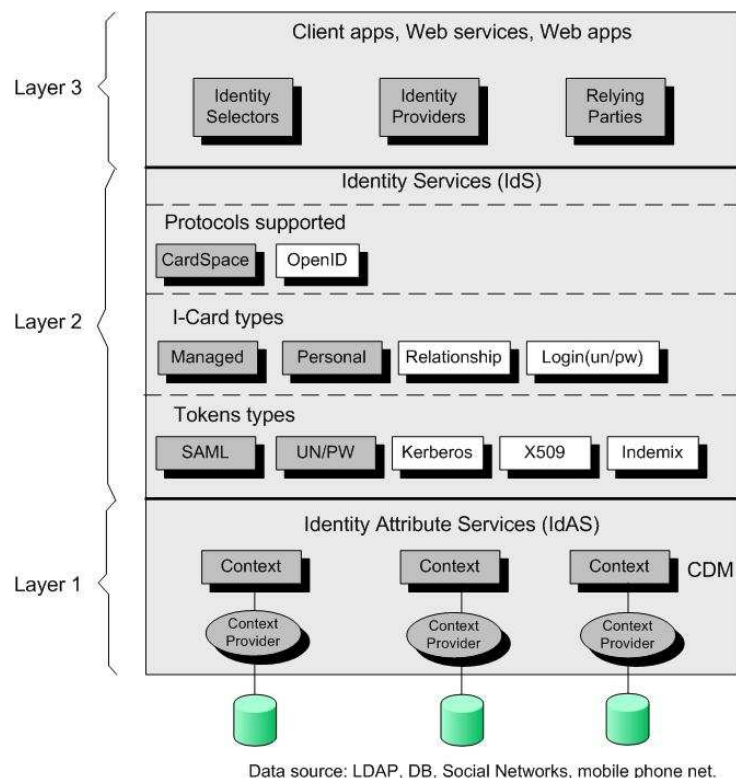 Client apps, Web services, Web apps
Layer 3
Identity
Selectors
Identity
Providers
Relying
Parties
Identity Services (IdS)
Protocols supported
CardSpace
OpenID
Layer 2
I-Card types
Managed
Personal
Relationship
Login(un/pw)
Tokens types
SAML
UN/PW
Kerberos
X509
Indemix
Identity Attribute Services (IdAS)
Layer 1
Context
Context
Context
CDM
Context
Provider
Context
Provider
Context
Provider
Data source: LDAP, DB, Social Networks, mobile phone net.